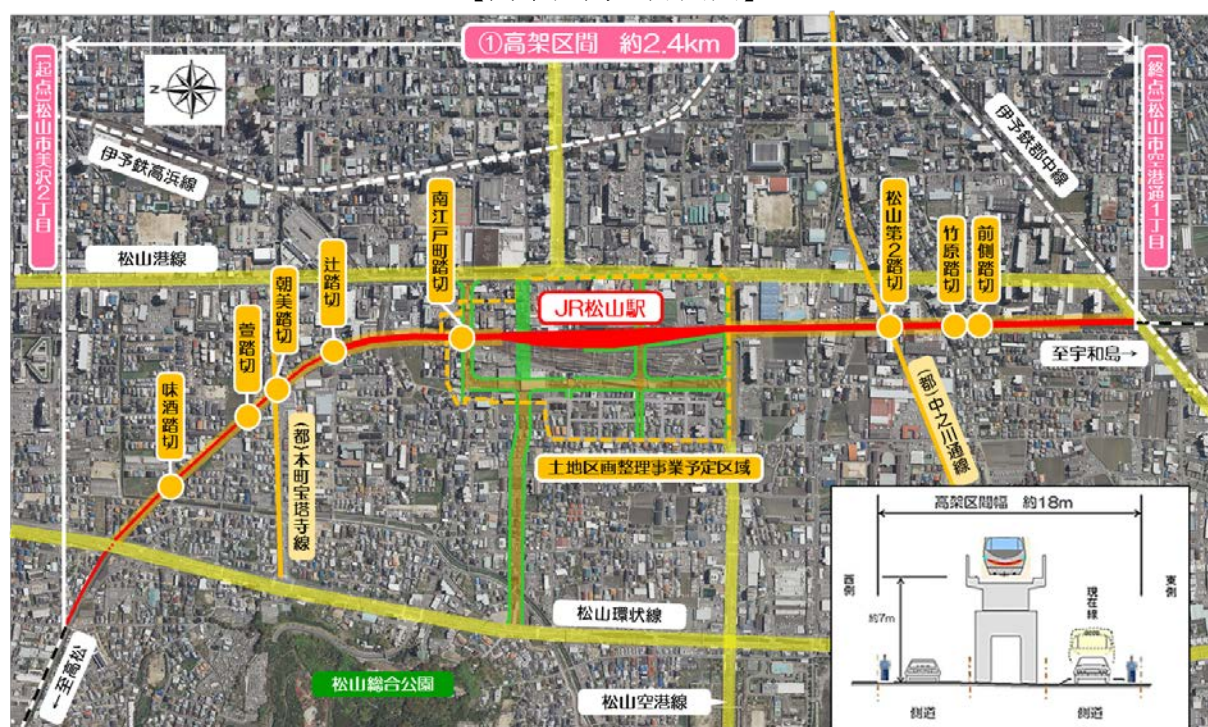 ①高架区間 約2.4km
【起点】松山市美沢2丁目
【終点】松山市空港通1丁目
N
伊予鉄高浜線
伊予鉄郡中線
松山港線
南江戸町踏切
辻踏切
朝美踏切
萱踏切
味酒踏切
JR松山駅
松山第2踏切
竹原踏切
前側踏切
至宇和島→
(都)本町宝塔寺線
(都)中之川通線
土地区画整理事業予定区域
松山環状線
松山総合公園
松山空港線
←至高松
高架区間幅 約18m
西側
東側
約7m
現在線
側道
側道